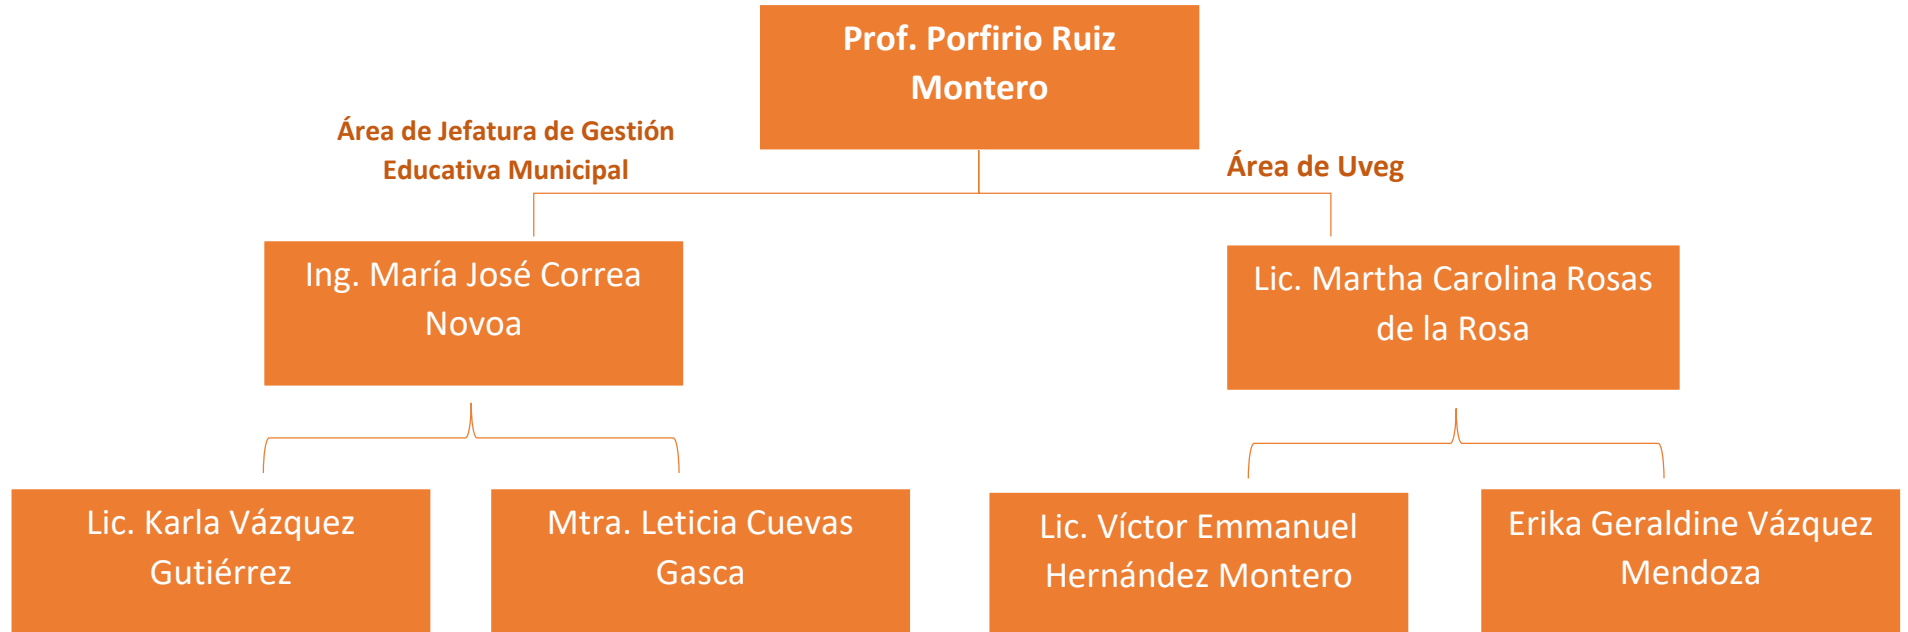 Prof. Porfirio Ruiz
Montero
Área de Jefatura de Gestión
Educativa Municipal
Área de Uveg
Ing. María José Correa
Novoa
Lic. Martha Carolina Rosas
de la Rosa
Lic. Karla Vázquez
Gutiérrez
Mtra. Leticia Cuevas
Gasca
Lic. Víctor Emmanuel
Hernández Montero
Erika Geraldine Vázquez
Mendoza